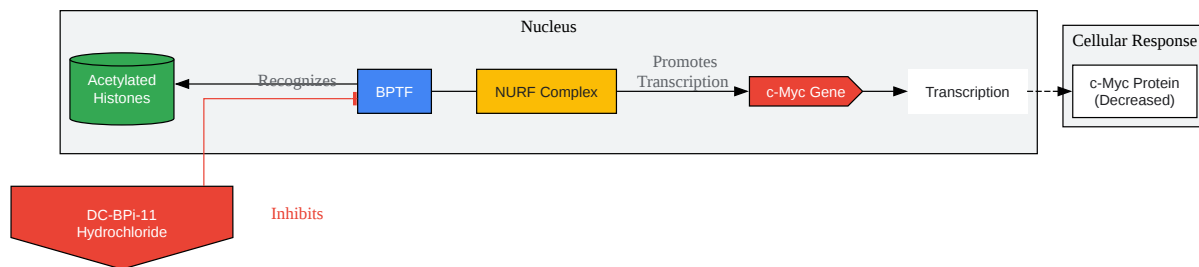 Nucleus
Cellular Response
Acetylated
Histones
Recognizes
BPTF
NURF Complex
Promotes
Transcription
c-Myc Gene
Transcription
c-Myc Protein
(Decreased)
DC-BPi-11
Hydrochloride
Inhibits